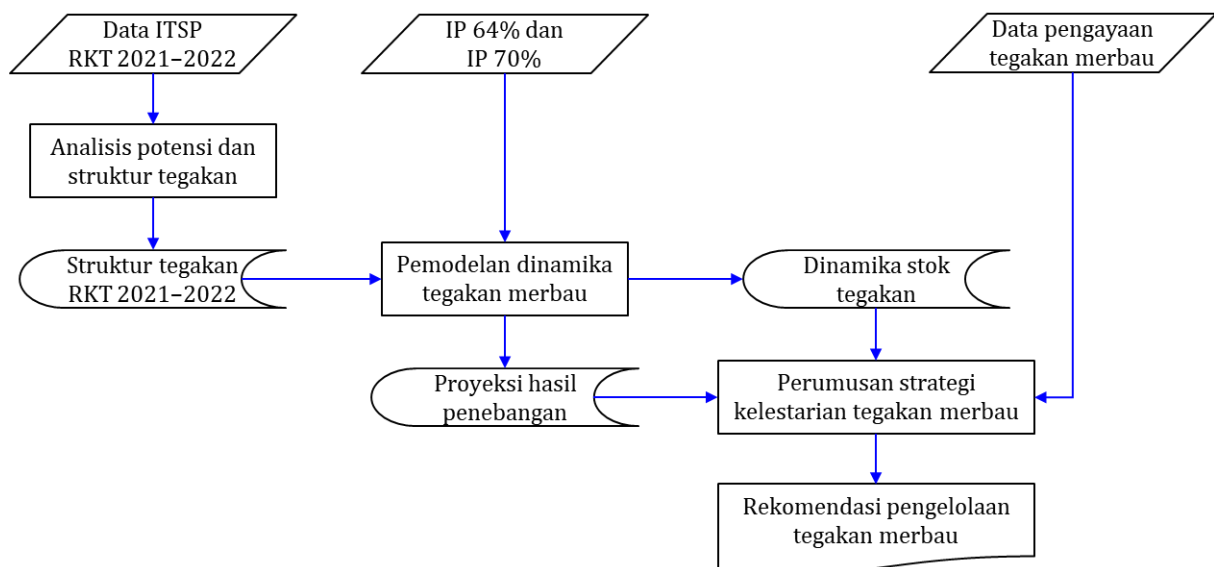 Data ITSP
RKT 2021–2022
IP 64% dan
IP 70%
Data pengayaan
tegakan merbau
Analisis potensi dan
struktur tegakan
Struktur tegakan
RKT 2021–2022
Pemodelan dinamika
tegakan merbau
Dinamika stok
tegakan
Proyeksi hasil
penebangan
Perumusan strategi
kelestarian tegakan merbau
Rekomendasi pengelolaan
tegakan merbau